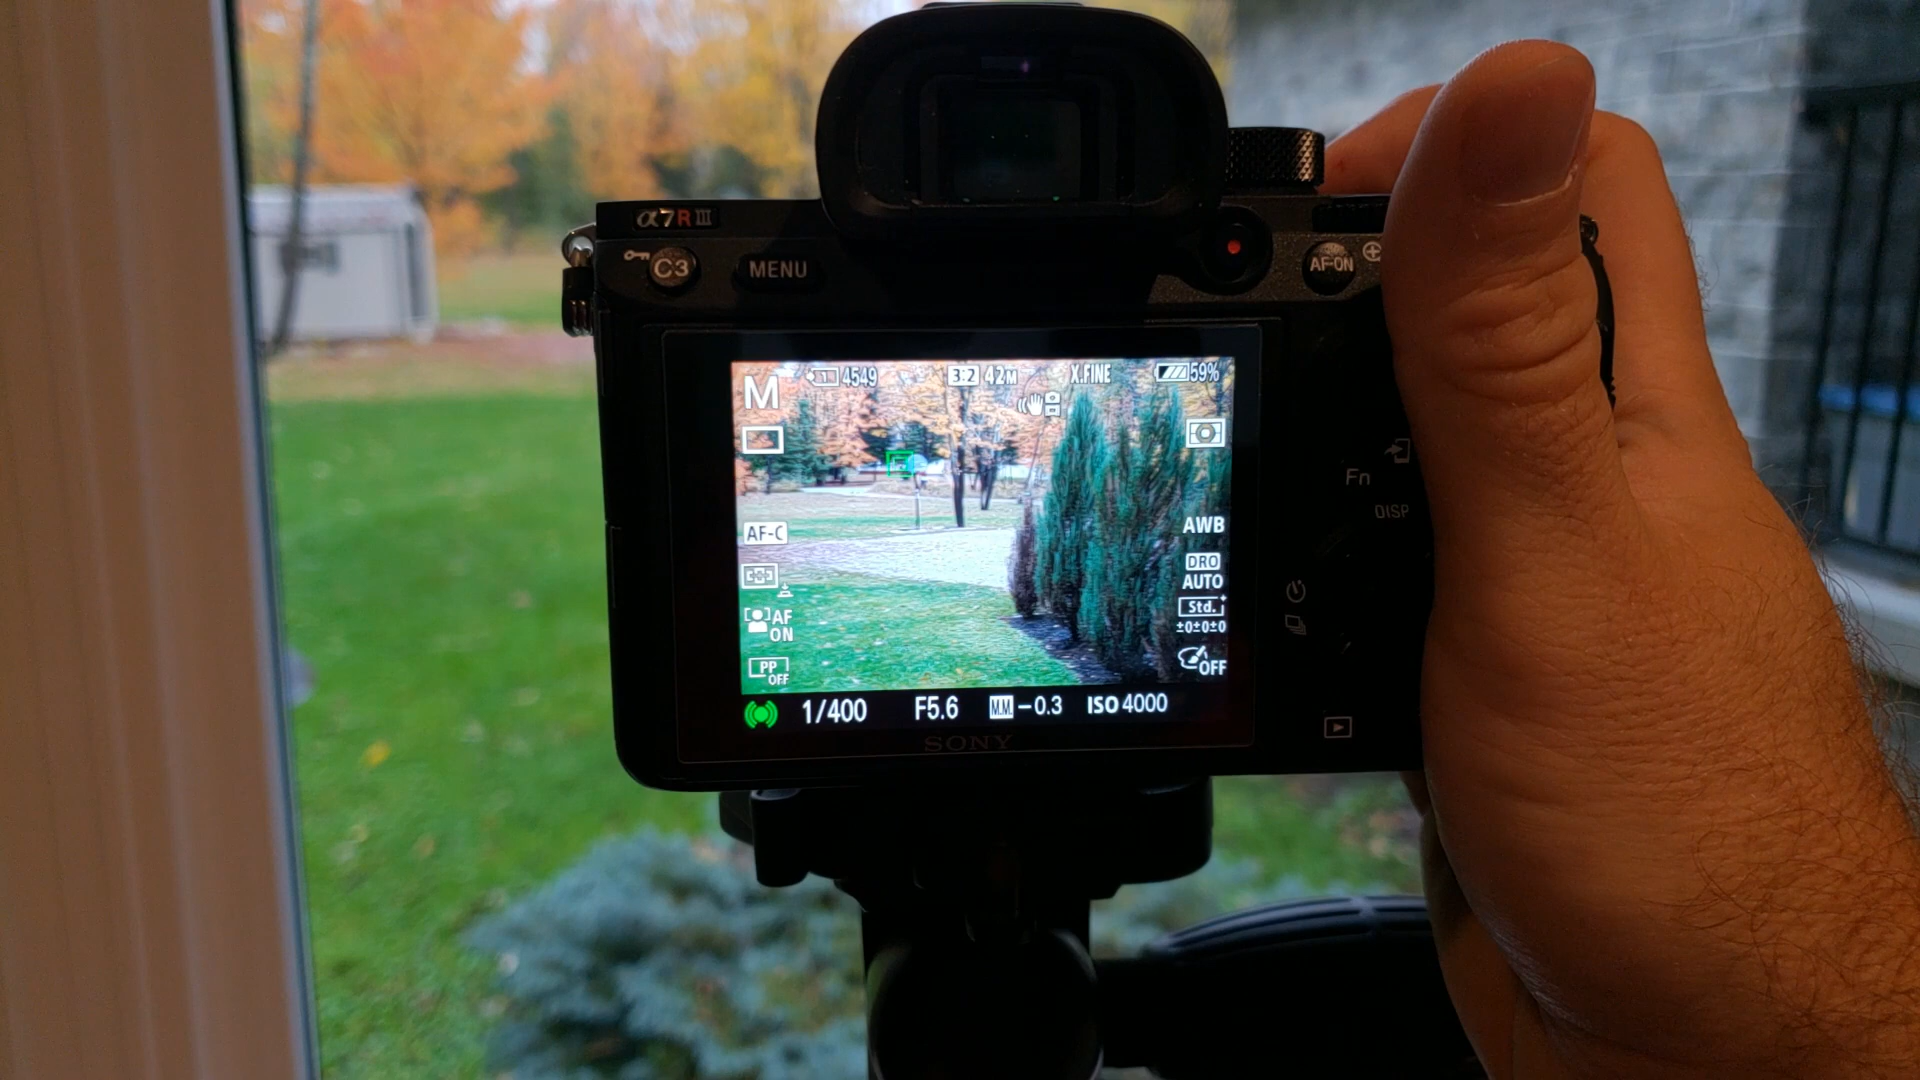 α7RIII
C3
MENU
AF-ON
M
1 4549
3:2 42M
X.FINE
59%
AF-C
AF
ON
PP
OFF
AWB
DRO
AUTO
Std.
±0±0±0
OFF
1/400
F5.6
M.M. −0.3
ISO 4000
SONY
Fn
DISP